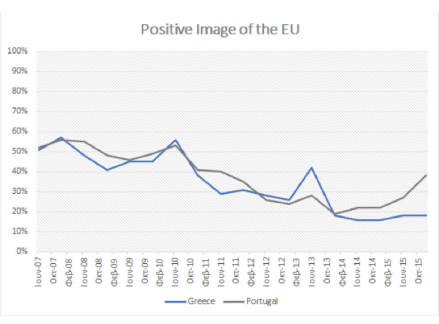 Positive Image of the EU
100%
90%
80%
70%
60%
50%
40%
30%
20%
10%
0%
Ιουν-07
Οκτ-07
Φεβ-08
Ιουν-08
Οκτ-08
Φεβ-09
Ιουν-09
Οκτ-09
Φεβ-10
Ιουν-10
Οκτ-10
Φεβ-11
Ιουν-11
Οκτ-11
Φεβ-12
Ιουν-12
Οκτ-12
Φεβ-13
Ιουν-13
Οκτ-13
Φεβ-14
Ιουν-14
Οκτ-14
Φεβ-15
Ιουν-15
Οκτ-15
Greece Portugal